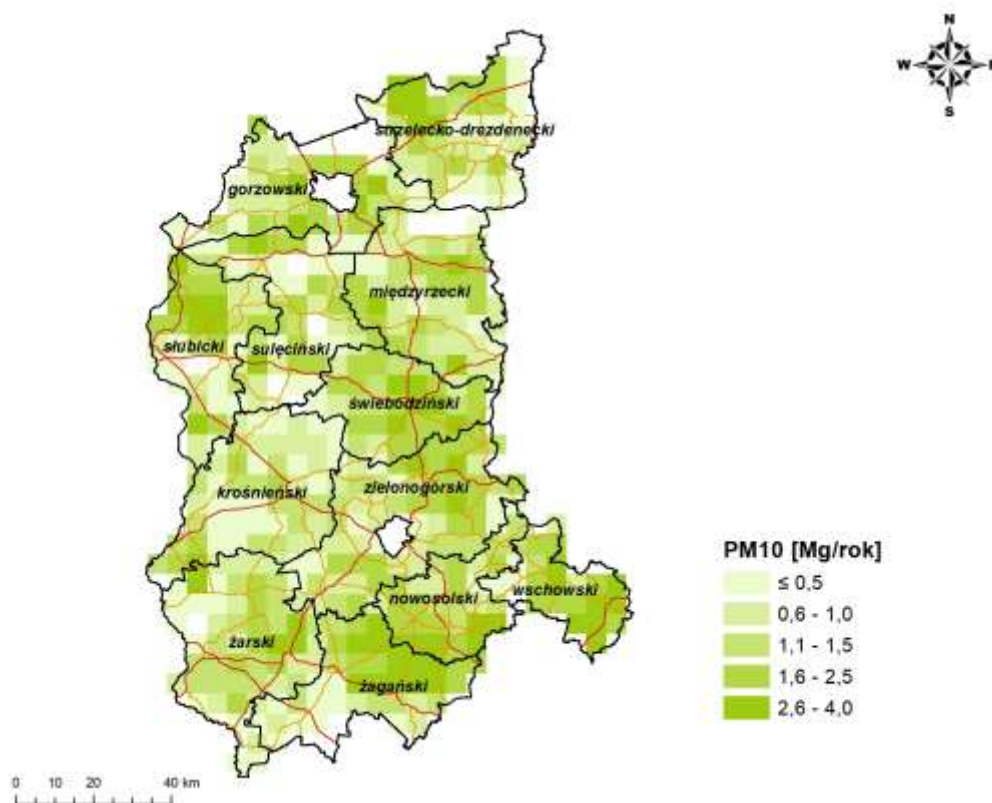 N
W
E
S
strzelecko-drezdenecki
gorzowski
międzyrzecki
słubicki
sulęciński
świebodziński
krośnieński
zielonogórski
nowosolski
wschowski
żarski
żagański
PM10 [Mg/rok]
≤ 0,5
0,6 - 1,0
1,1 - 1,5
1,6 - 2,5
2,6 - 4,0
0 10 20 40 km